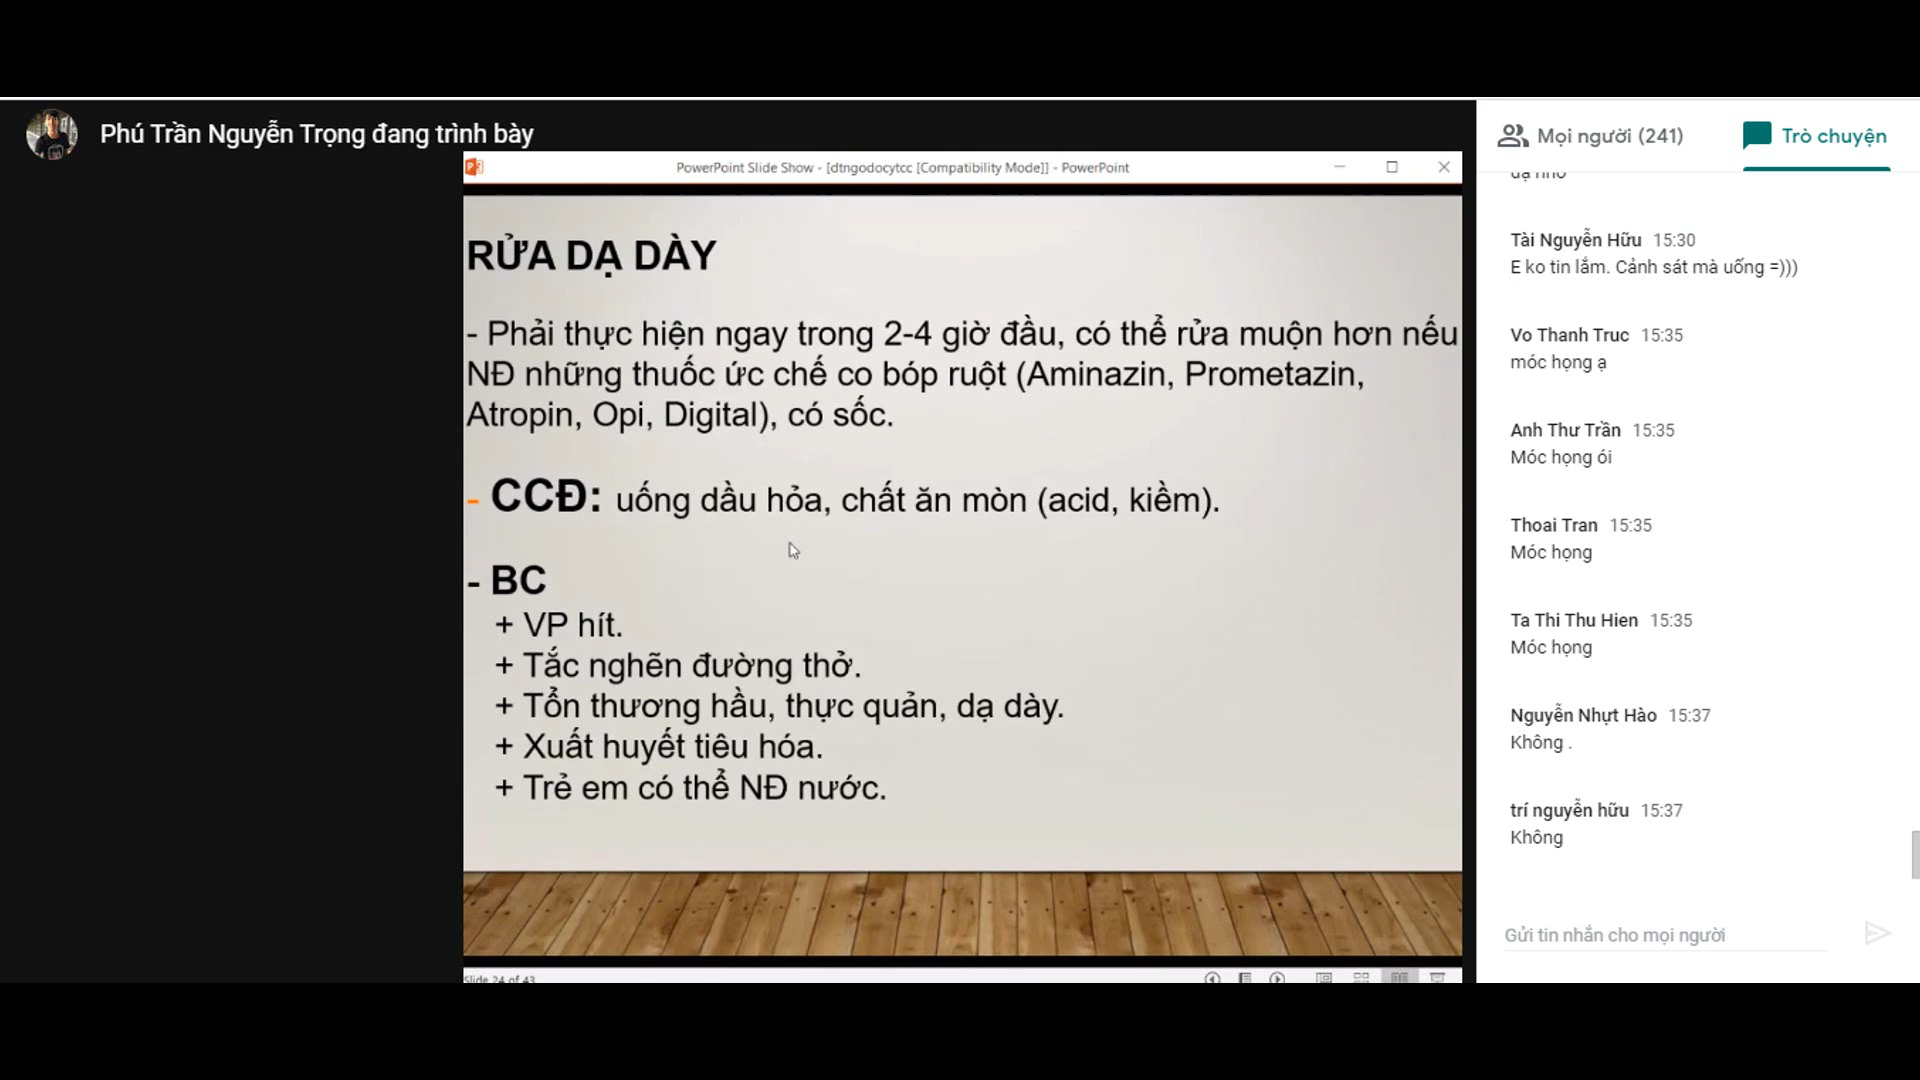 Phú Trần Nguyễn Trọng đang trình bày
PowerPoint Slide Show - [dtngodocytcc [Compatibility Mode]] - PowerPoint
RỬA DẠ DÀY
- Phải thực hiện ngay trong 2-4 giờ đầu, có thể rửa muộn hơn nếu
NĐ những thuốc ức chế co bóp ruột (Aminazin, Prometazin,
Atropin, Opi, Digital), có sốc.
- CCĐ: uống dầu hỏa, chất ăn mòn (acid, kiềm).
- BC
+ VP hít.
+ Tắc nghẽn đường thở.
+ Tổn thương hầu, thực quản, dạ dày.
+ Xuất huyết tiêu hóa.
+ Trẻ em có thể NĐ nước.
Slide 24 of 43
Mọi người (241)
Trò chuyện
dạ nhớ
Tài Nguyễn Hữu 15:30
E ko tin lắm. Cảnh sát mà uống =)))
Vo Thanh Truc 15:35
móc họng ạ
Anh Thư Trần 15:35
Móc họng ói
Thoai Tran 15:35
Móc họng
Ta Thi Thu Hien 15:35
Móc họng
Nguyễn Nhựt Hào 15:37
Không .
trí nguyễn hữu 15:37
Không
Gửi tin nhắn cho mọi người